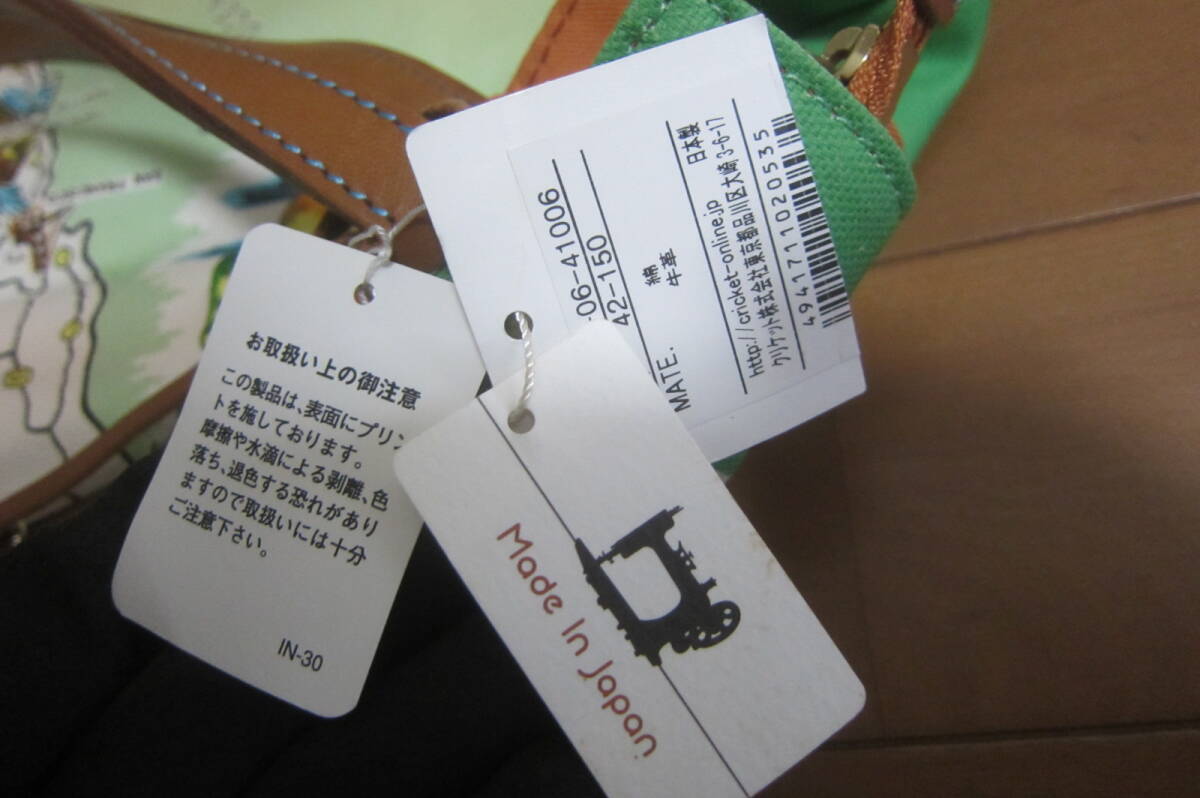 お取扱い上の御注意
この製品は、表面にプリン
トを施しております。
摩擦や水滴による剥離、色
落ち、退色する恐れがあり
ますので取扱いには十分
ご注意下さい。
IN-30
06-41006
42-150
MATE. 綿
牛革
日本製
http://cricket-online.jp
クリケット株式会社東京都品川区大崎3-6-17
4941711020535
Made In Japan